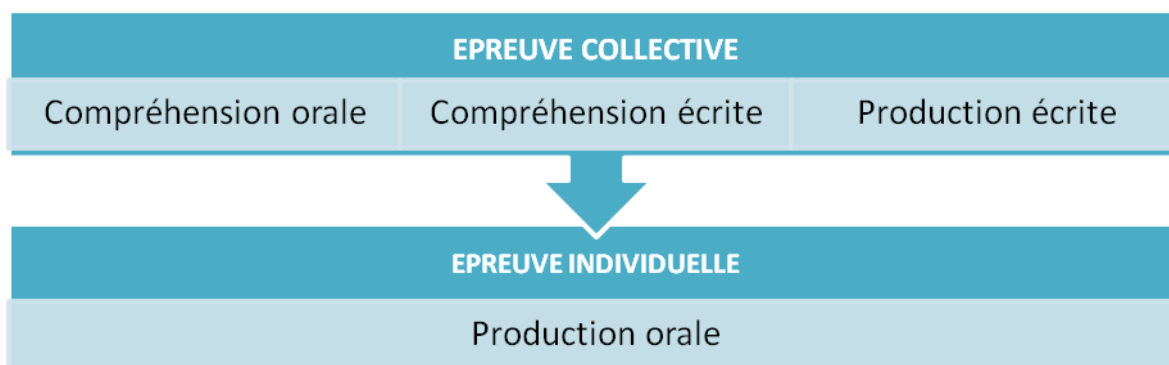 EPREUVE COLLECTIVE
Compréhension orale
Compréhension écrite
Production écrite
EPREUVE INDIVIDUELLE
Production orale